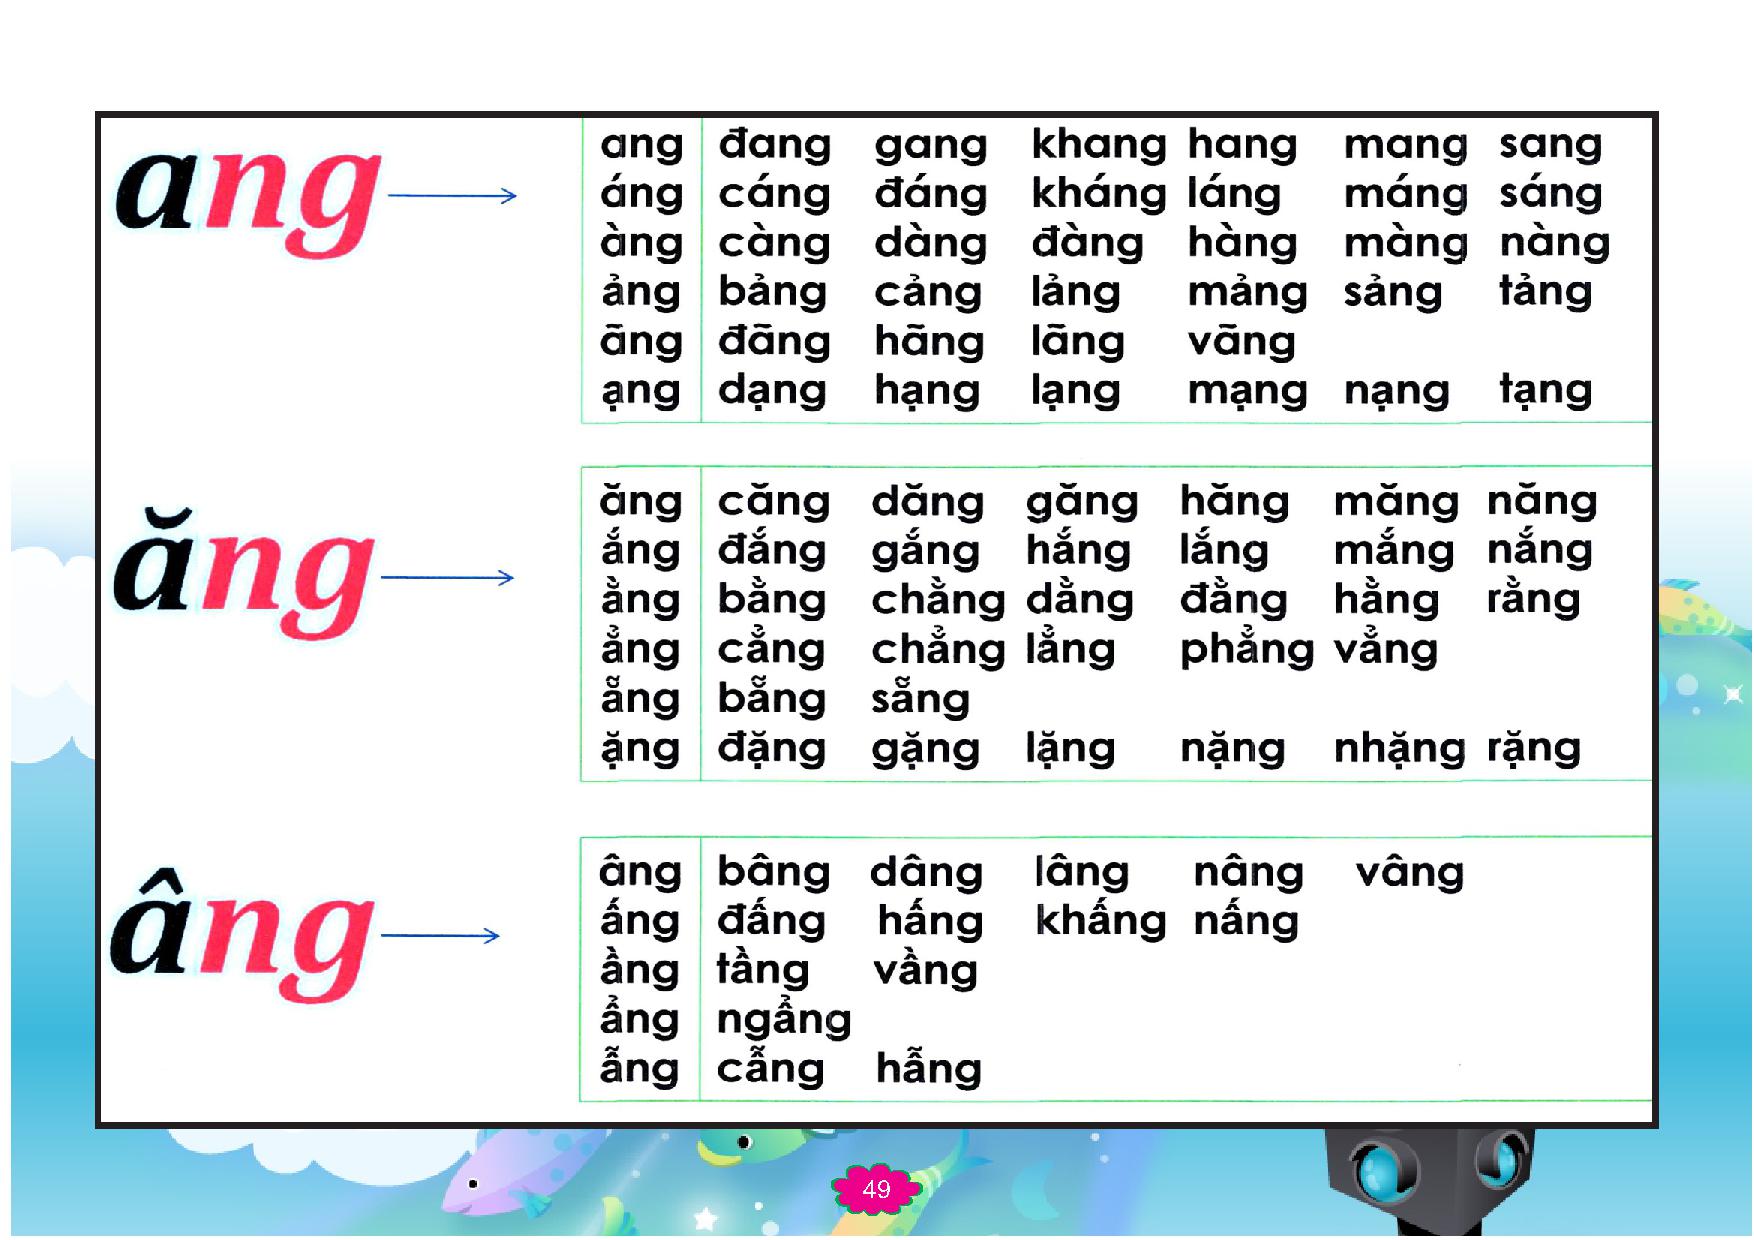 ang
ang đang gang khang hang mang sang
áng cáng đáng kháng láng máng sáng
àng càng dàng đàng hàng màng nàng
ảng bảng cảng lảng mảng sảng tảng
ãng đãng hãng lãng vãng
ạng dạng hạng lạng mạng nạng tạng
ăng
ăng căng dăng găng hăng măng năng
ắng đắng gắng hắng lắng mắng nắng
ằng bằng chằng dằng đằng hằng rằng
ẳng cẳng chẳng lẳng phẳng vẳng
ẵng bẵng sẵng
ặng đặng gặng lặng nặng nhặng rặng
âng
âng bâng dâng lâng nâng vâng
ấng đấng hấng khấng nấng
ầng tầng vầng
ẩng ngẩng
ẫng cẫng hẫng
49